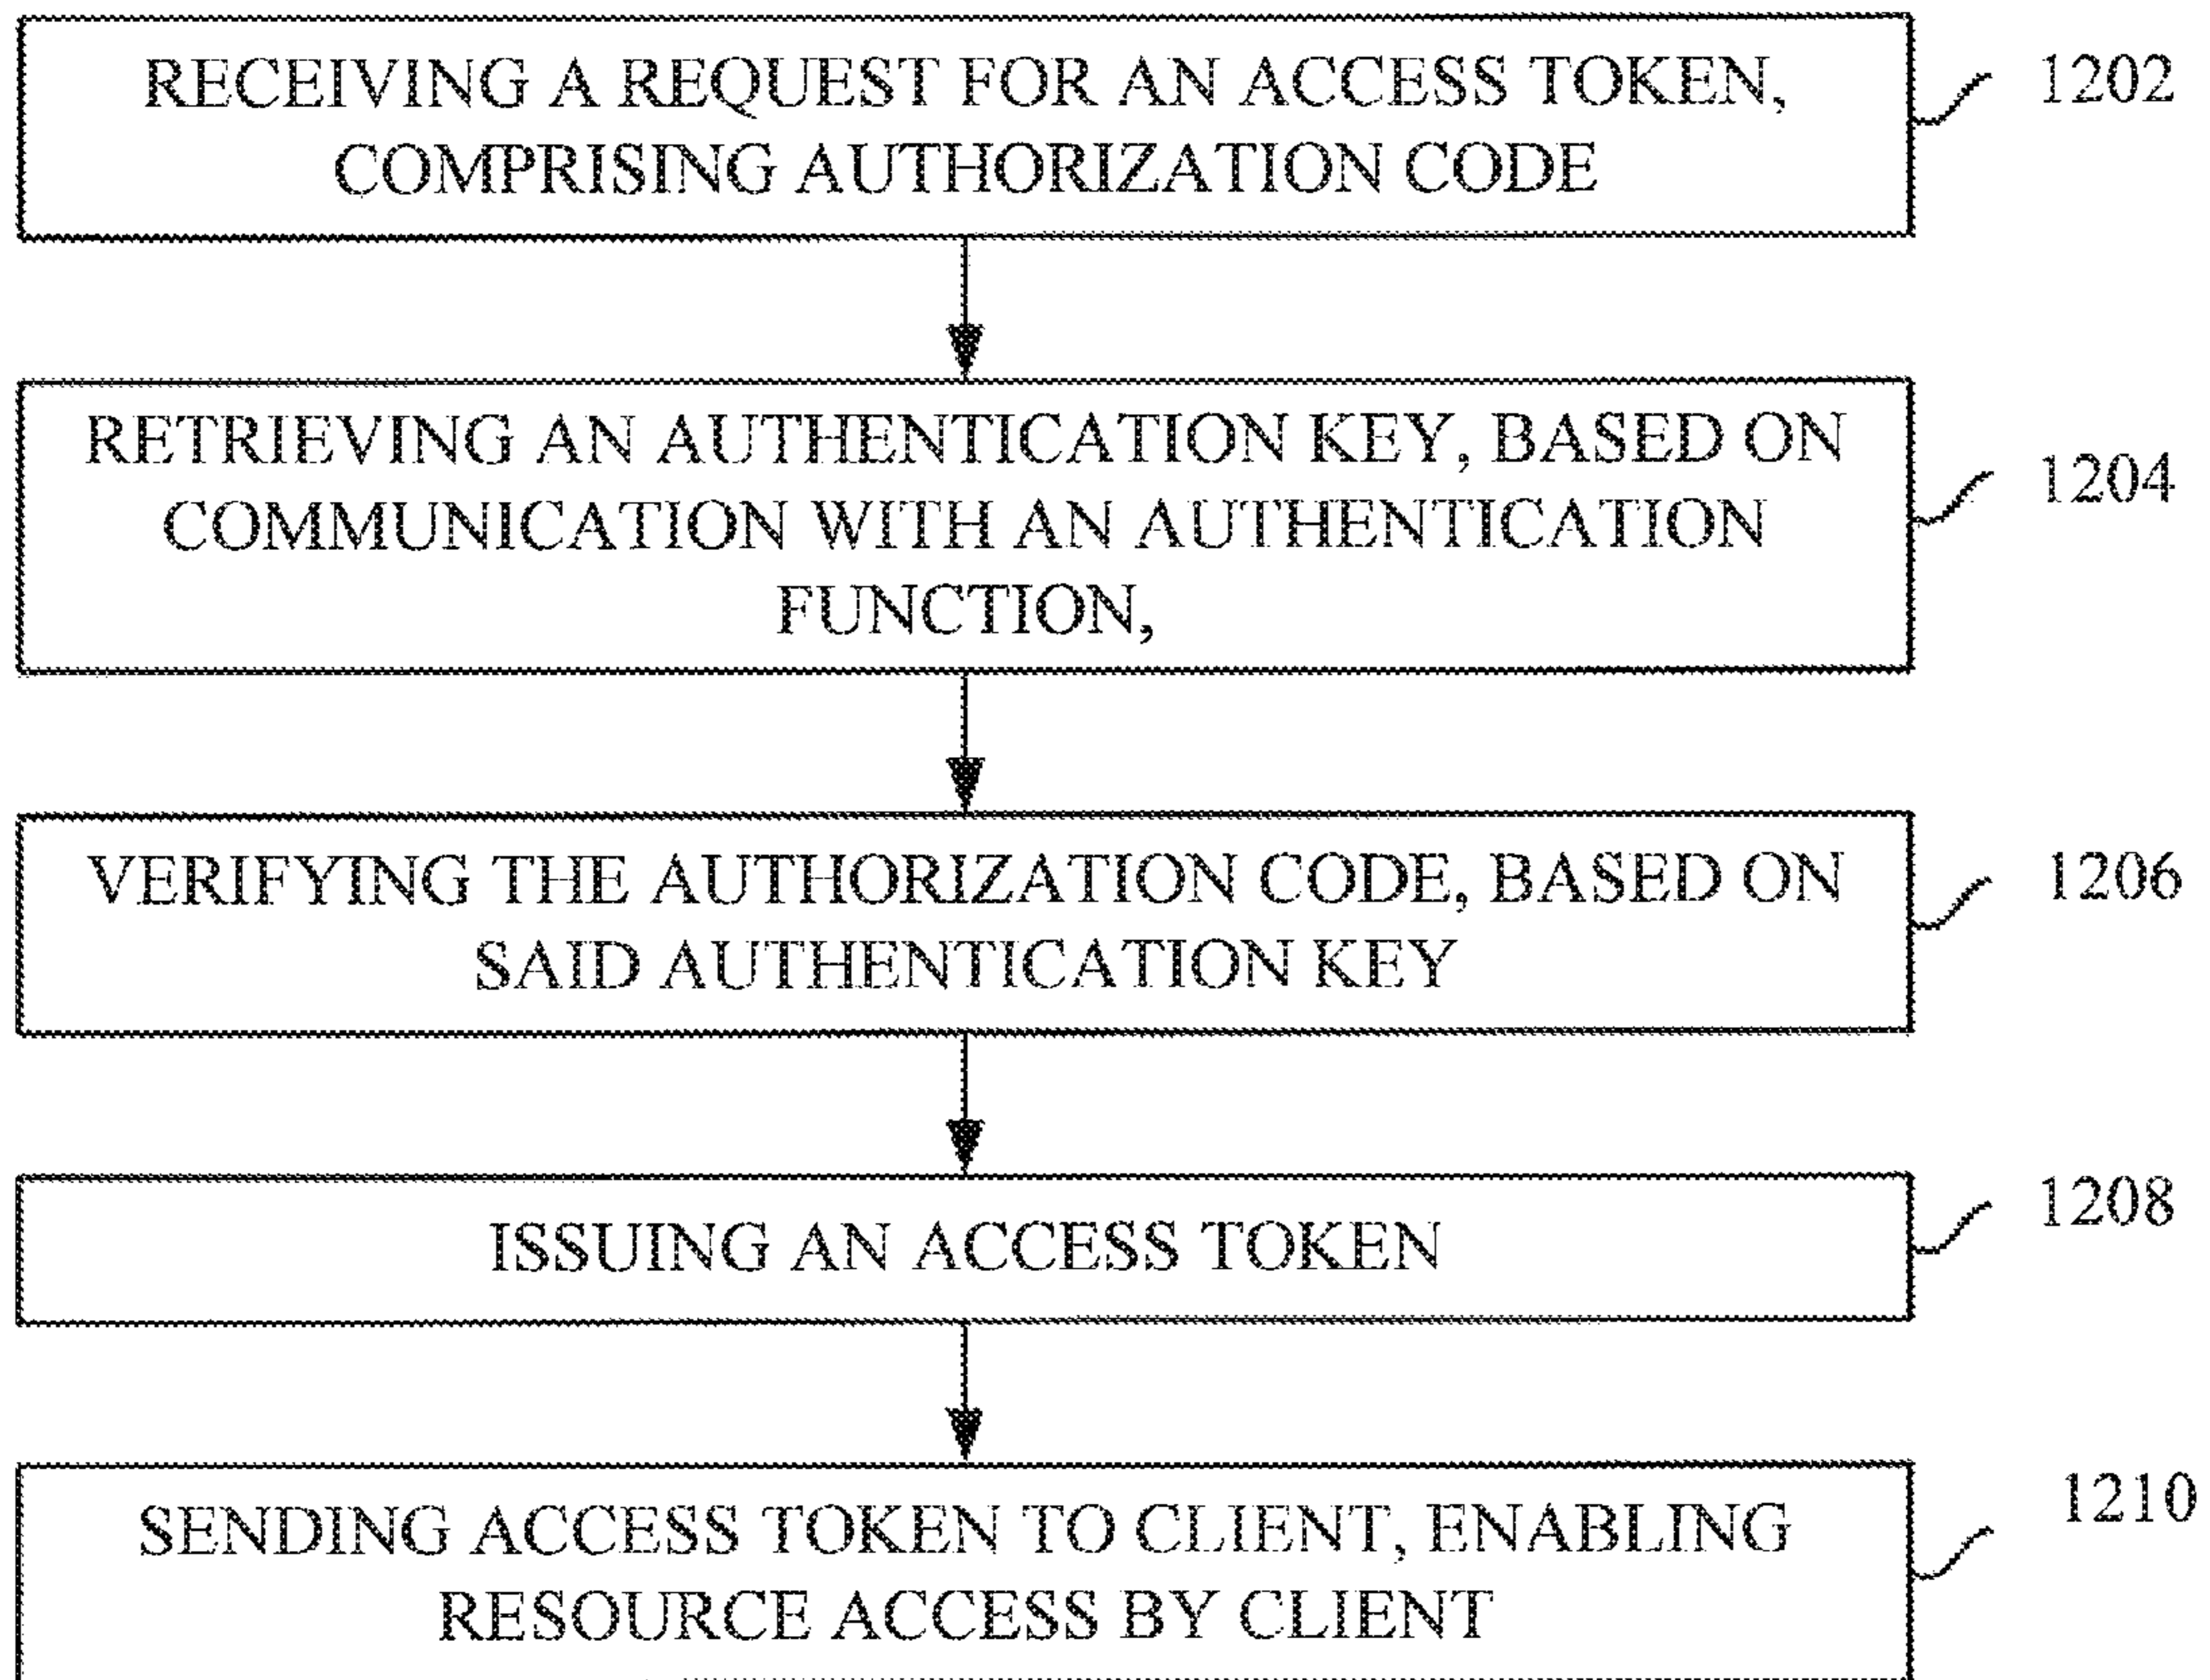 RECEIVING A REQUEST FOR AN ACCESS TOKEN,
COMPRISING AUTHORIZATION CODE
1202
RETRIEVING AN AUTHENTICATION KEY, BASED ON
COMMUNICATION WITH AN AUTHENTICATION
FUNCTION,
1204
VERIFYING THE AUTHORIZATION CODE, BASED ON
SAID AUTHENTICATION KEY
1206
ISSUING AN ACCESS TOKEN
1208
SENDING ACCESS TOKEN TO CLIENT, ENABLING
RESOURCE ACCESS BY CLIENT
1210